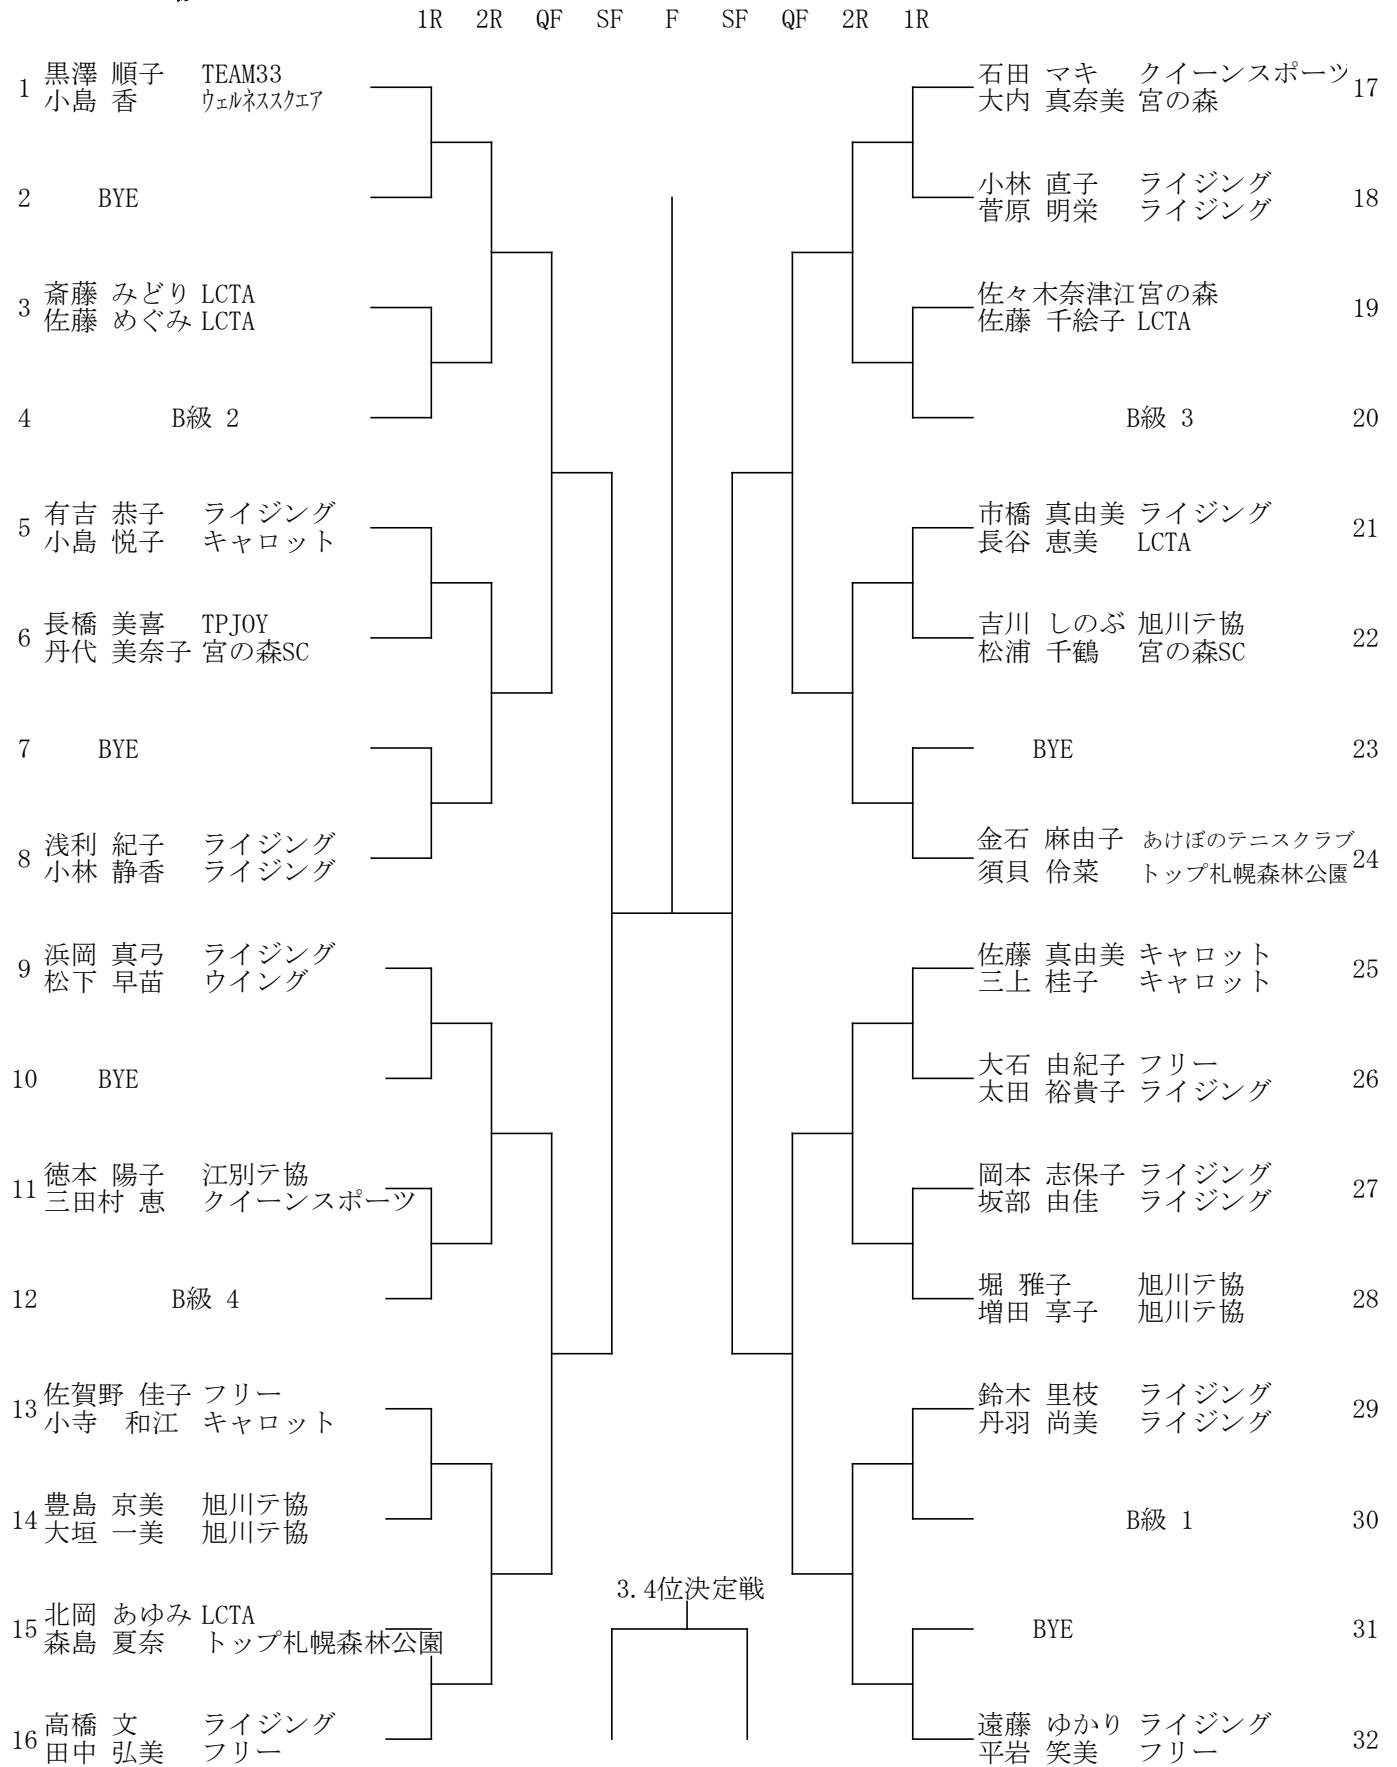 1R 2R QF SF F SF QF 2R 1R
1 黒澤 順子 TEAM33
小島 香 ウェルネススクエア
2 BYE
3 斎藤 みどり LCTA
佐藤 めぐみ LCTA
4 B級 2
5 有吉 恭子 ライジング
小島 悦子 キャロット
6 長橋 美喜 TPJOY
丹代 美奈子 宮の森SC
7 BYE
8 浅利 紀子 ライジング
小林 静香 ライジング
9 浜岡 真弓 ライジング
松下 早苗 ウイング
10 BYE
11 徳本 陽子 江別テ協
三田村 恵 クイーンスポーツ
12 B級 4
13 佐賀野 佳子 フリー
小寺 和江 キャロット
14 豊島 京美 旭川テ協
大垣 一美 旭川テ協
15 北岡 あゆみ LCTA
森島 夏奈 トップ札幌森林公園
16 高橋 文 ライジング
田中 弘美 フリー
3.4位決定戦
石田 マキ クイーンスポーツ 17
大内 真奈美 宮の森
小林 直子 ライジング 18
菅原 明栄 ライジング
佐々木奈津江 宮の森 19
佐藤 千絵子 LCTA
B級 3 20
市橋 真由美 ライジング 21
長谷 恵美 LCTA
吉川 しのぶ 旭川テ協 22
松浦 千鶴 宮の森SC
BYE 23
金石 麻由子 あけぼのテニスクラブ 24
須貝 伶菜 トップ札幌森林公園
佐藤 真由美 キャロット 25
三上 桂子 キャロット
大石 由紀子 フリー 26
太田 裕貴子 ライジング
岡本 志保子 ライジング 27
坂部 由佳 ライジング
堀 雅子 旭川テ協 28
増田 享子 旭川テ協
鈴木 里枝 ライジング 29
丹羽 尚美 ライジング
B級 1 30
BYE 31
遠藤 ゆかり ライジング 32
平岩 笑美 フリー